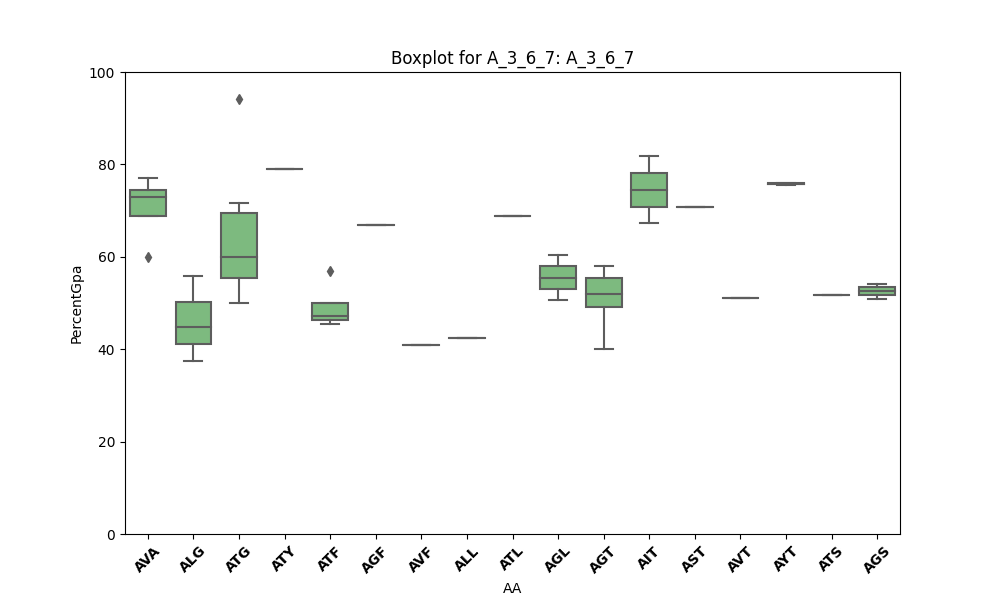 Boxplot for A_3_6_7: A_3_6_7
100
80
60
40
20
0
PercentGpa
AVA ALG ATG ATY ATF AGF AVF ALL ATL AGL AGT AIT AST AVT AYT ATS AGS
AA